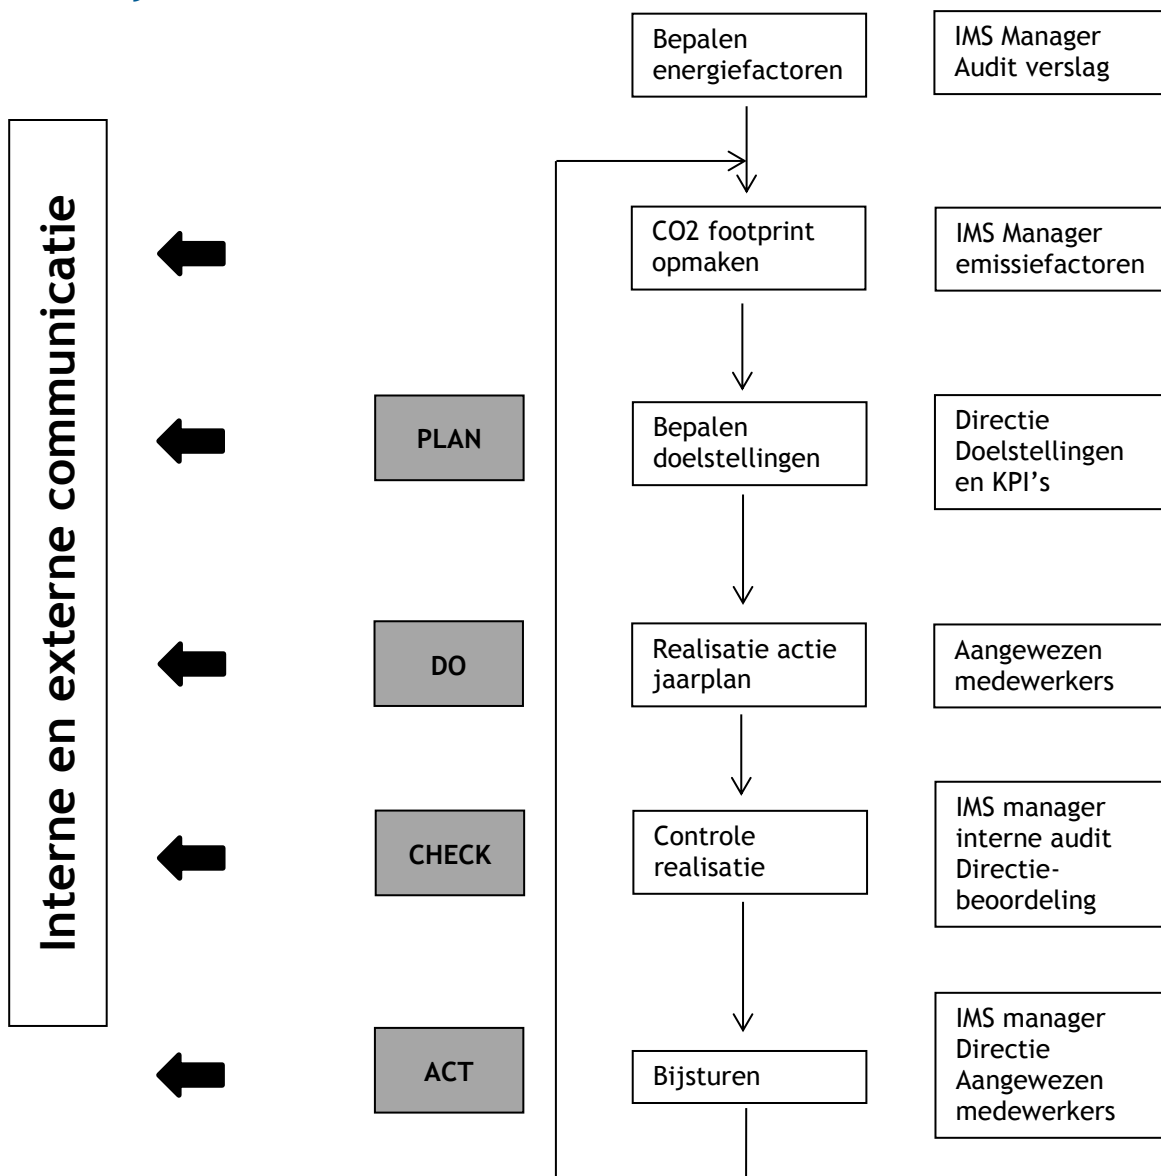 Bepalen
energiefactoren
IMS Manager
Audit verslag
Interne en externe communicatie
CO2 footprint
opmaken
IMS Manager
emissiefactoren
PLAN
Bepalen
doelstellingen
Directie
Doelstellingen
en KPI’s
DO
Realisatie actie
jaarplan
Aangewezen
medewerkers
CHECK
Controle
realisatie
IMS manager
interne audit
Directie-
beoordeling
ACT
Bijsturen
IMS manager
Directie
Aangewezen
medewerkers